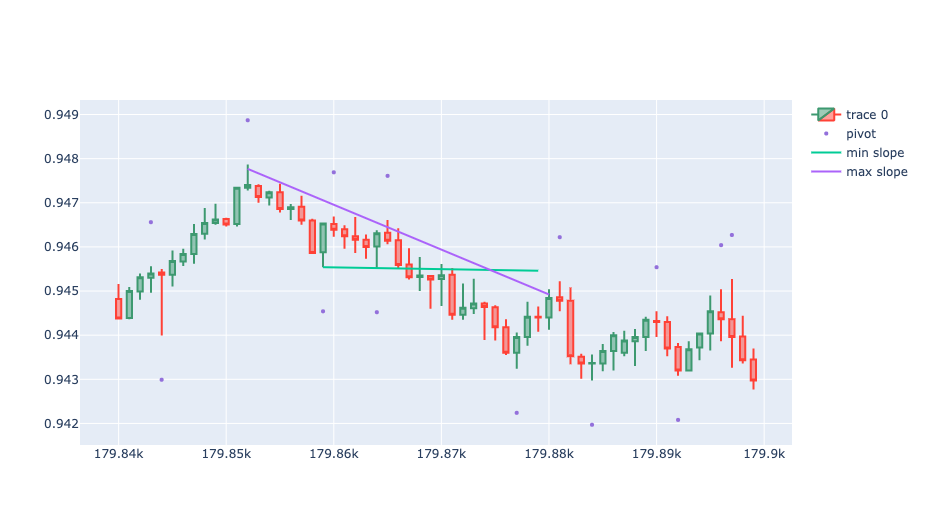 0.949
0.948
0.947
0.946
0.945
0.944
0.943
0.942
179.84k
179.85k
179.86k
179.87k
179.88k
179.89k
179.9k
trace 0
pivot
min slope
max slope